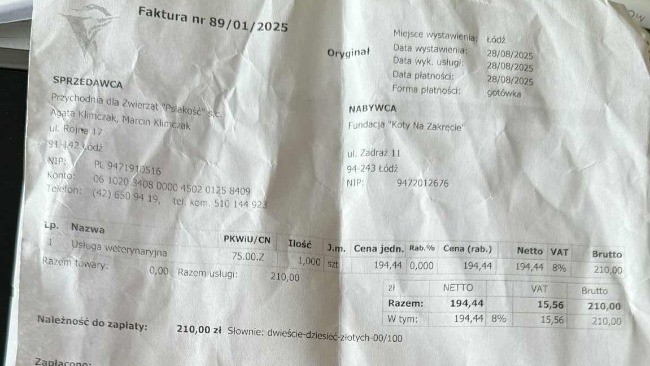 Faktura nr 89/01/2025
Oryginał
Miejsce wystawienia: Łódź
Data wystawienia: 28/08/2025
Data wyk. usługi: 28/08/2025
Data płatności: 28/08/2025
Forma płatności: gotówka
SPRZEDAWCA
Przychodnia dla Zwierząt "Psiakość" s.c.
Agata Klimczak, Marcin Klimczak
ul. Rojna 17
91-142 Łódź
NIP: PL 9471910516
Konto: 06 1020 3408 0000 4502 0125 8409
Telefon: (42) 650 94 19, tel. kom. 510 144 923
NABYWCA
Fundacja "Koty Na Zakręcie"
ul. Zadraż 11
94-243 Łódź
NIP: 9472012676
Lp. Nazwa PKWiU/CN Ilość J.m. Cena jedn. Rab.% Cena (rab.) Netto VAT Brutto
1 Usługa weterynaryjna 75.00.Z 1,000 szt 194,44 0,000 194,44 194,44 8% 210,00
Razem towary: 0,00 Razem usługi: 210,00
zł NETTO VAT Brutto
Razem: 194,44 15,56 210,00
W tym: 194,44 8% 15,56 210,00
Należność do zapłaty: 210,00 zł Słownie: dwieście-dziesięć-złotych-00/100
Zapłacono: